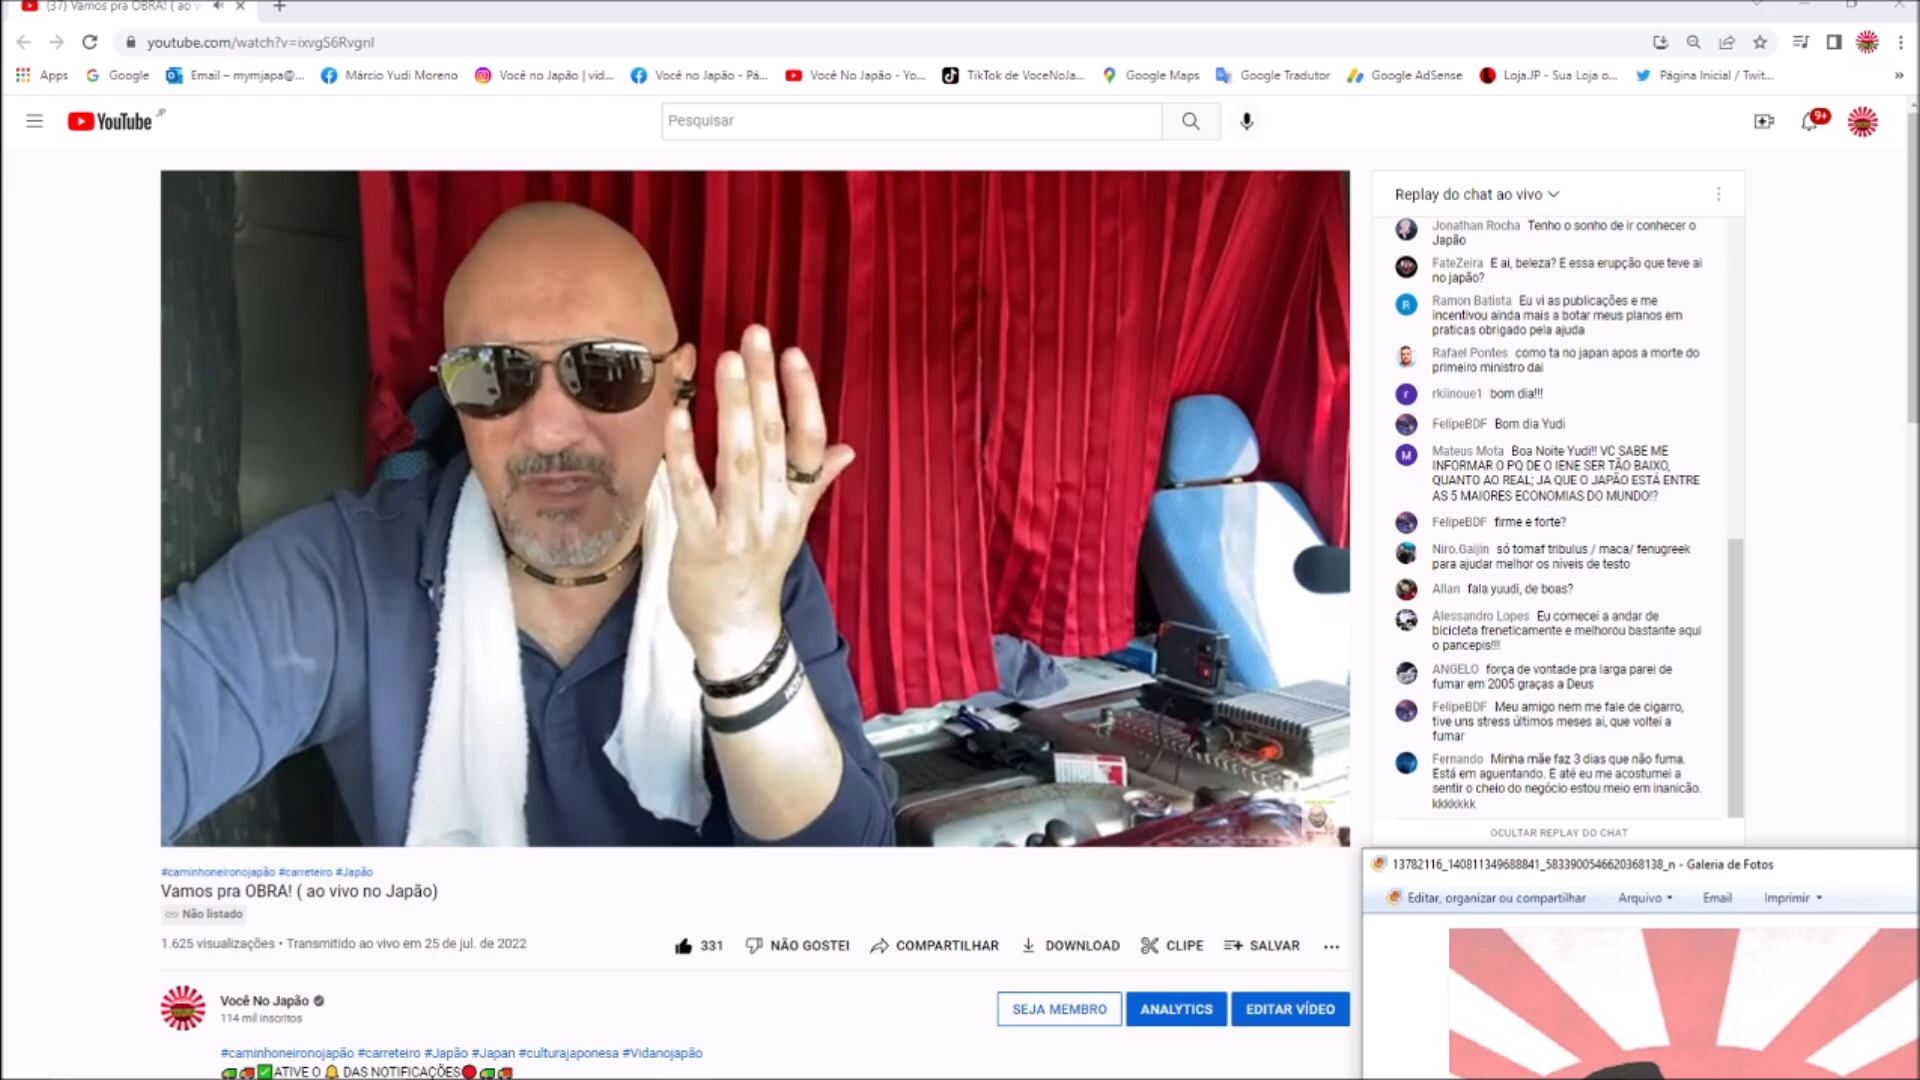 (37) Vamos pra OBRA! ( ao v
youtube.com/watch?v=ixvgS6RvgnI
Apps Google Email – mymjapa@... Márcio Yudi Moreno Você no Japão | vid... Você no Japão - Pá... Você No Japão - Yo... TikTok de VoceNoJa... Google Maps Google Tradutor Google AdSense Loja.JP - Sua Loja o... Página Inicial / Twit... »
YouTube JP
Pesquisar
9+
Replay do chat ao vivo
Jonathan Rocha Tenho o sonho de ir conhecer o
Japão
FateZeira E ai, beleza? E essa erupção que teve ai
no japão?
Ramon Batista Eu vi as publicações e me
incentivou ainda mais a botar meus planos em
praticas obrigado pela ajuda
Rafael Pontes como ta no japan apos a morte do
primeiro ministro dai
rkiinoue1 bom dia!!!
FelipeBDF Bom dia Yudi
Mateus Mota Boa Noite Yudi!! VC SABE ME
INFORMAR O PQ DE O IENE SER TÃO BAIXO,
QUANTO AO REAL; JA QUE O JAPÃO ESTÁ ENTRE
AS 5 MAIORES ECONOMIAS DO MUNDO!?
FelipeBDF firme e forte?
Niro.Gaijin só tomaf tribulus / maca/ fenugreek
para ajudar melhor os níveis de testo
Allan fala yuudi, de boas?
Alessandro Lopes Eu comecei a andar de
bicicleta freneticamente e melhorou bastante aqui
o pancepis!!!
ANGELO força de vontade pra larga parei de
fumar em 2005 graças a Deus
FelipeBDF Meu amigo nem me fale de cigarro,
tive uns stress últimos meses ai, que voltei a
fumar
Fernando Minha mãe faz 3 dias que não fuma.
Está em aguentando. E até eu me acostumei a
sentir o cheio do negócio estou meio em inanicão.
kkkkkkk
OCULTAR REPLAY DO CHAT
#caminhoneironojapão #carreteiro #Japão
Vamos pra OBRA! ( ao vivo no Japão)
Não listado
1.625 visualizações • Transmitido ao vivo em 25 de jul. de 2022
331 NÃO GOSTEI COMPARTILHAR DOWNLOAD CLIPE SALVAR ...
Você No Japão
114 mil inscritos
SEJA MEMBRO ANALYTICS EDITAR VÍDEO
#caminhoneironojapão #carreteiro #Japão #Japan #culturajaponesa #Vidanojapão
ATIVE O DAS NOTIFICAÇÕES
13782116_140811349688841_5833900546620368138_n - Galeria de Fotos
Editar, organizar ou compartilhar Arquivo Email Imprimir